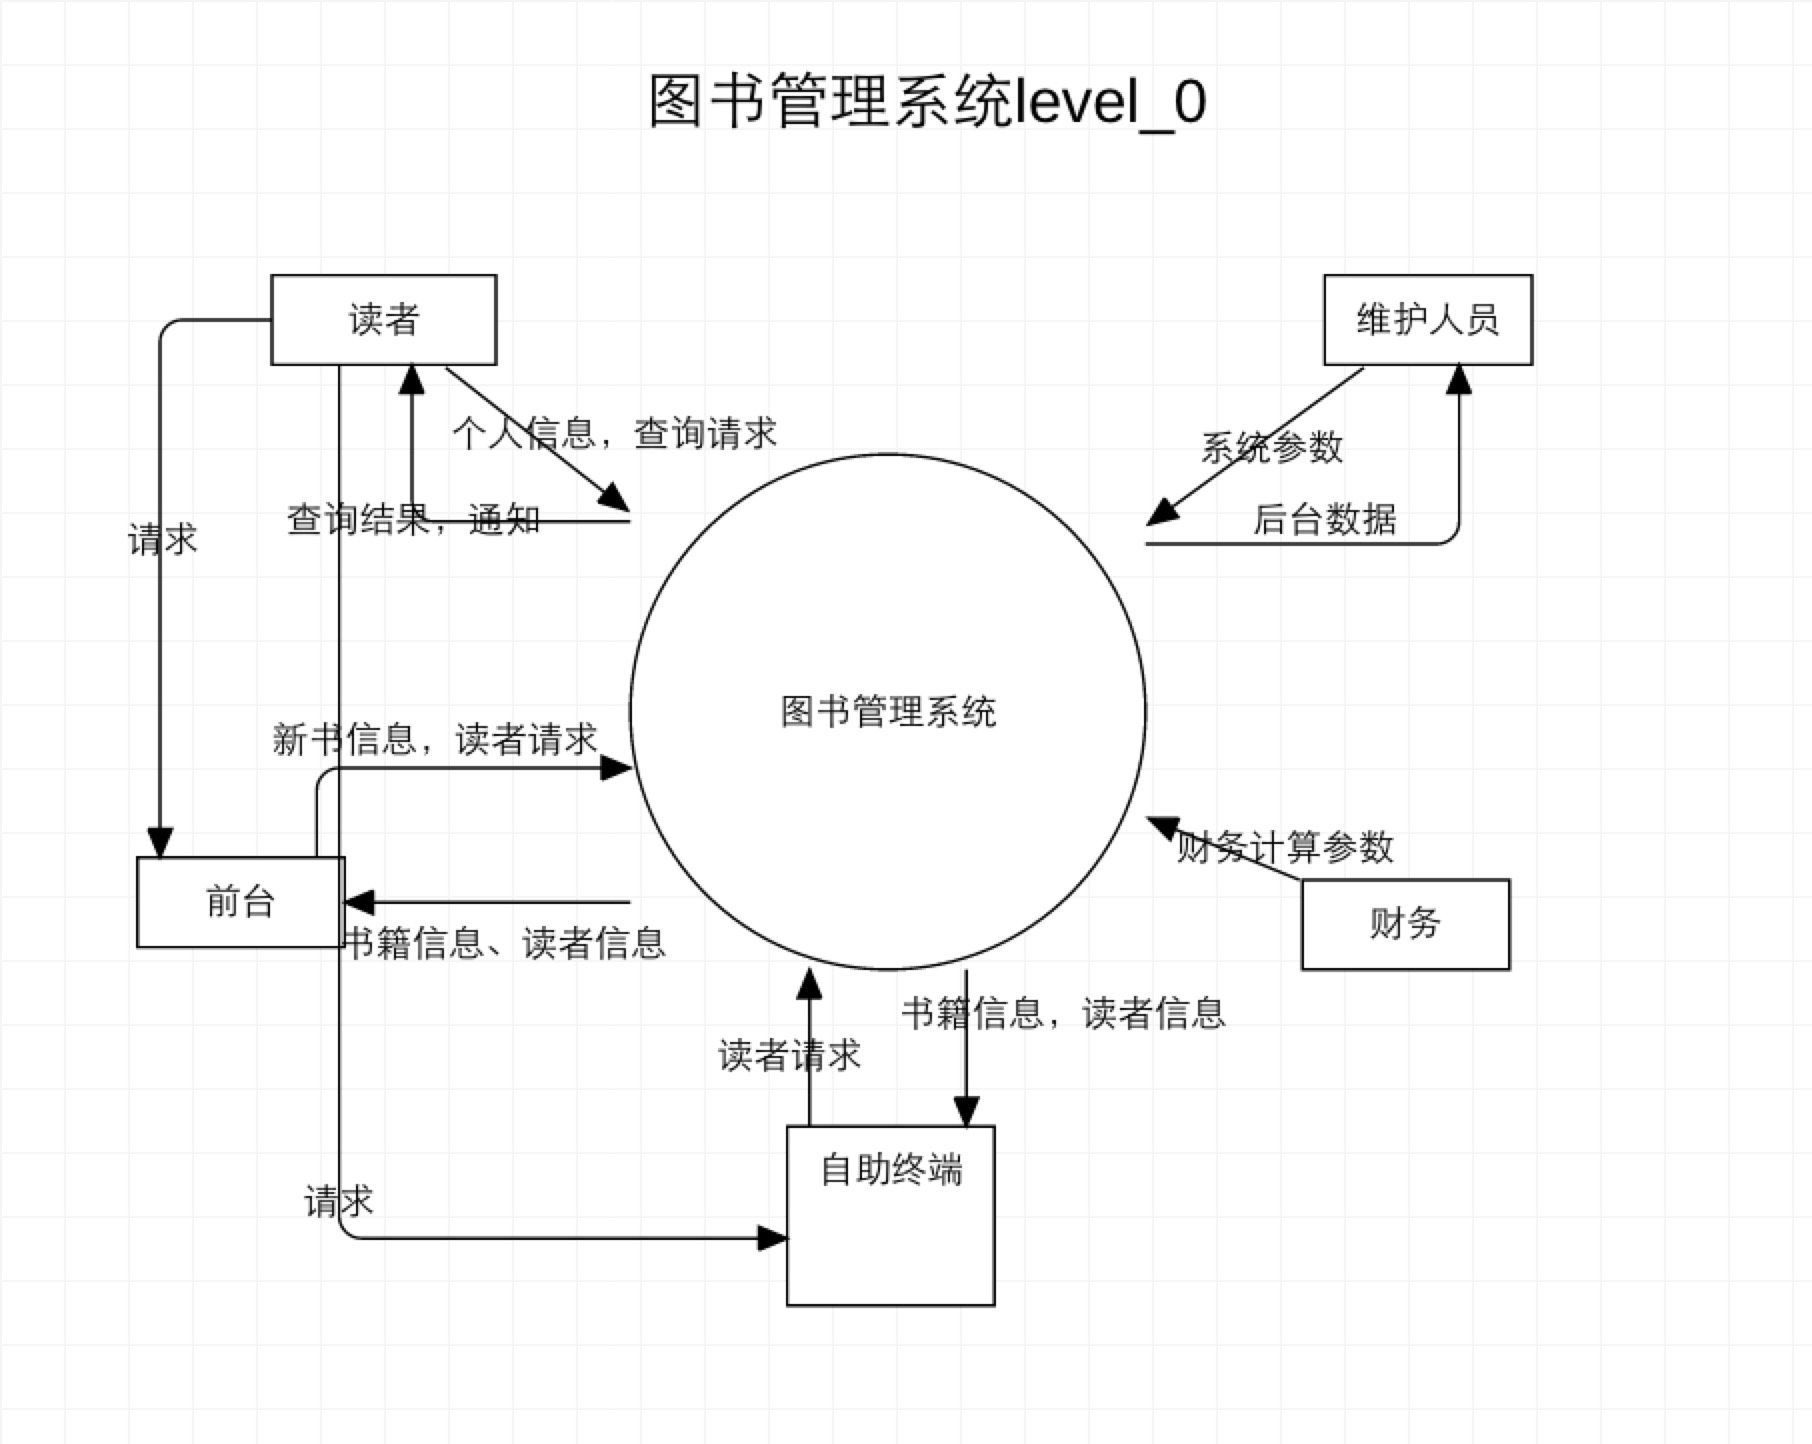 图书管理系统level_0
读者
维护人员
个人信息，查询请求
系统参数
查询结果，通知
后台数据
请求
图书管理系统
新书信息，读者请求
财务计算参数
前台
财务
书籍信息、读者信息
书籍信息，读者信息
读者请求
自助终端
请求